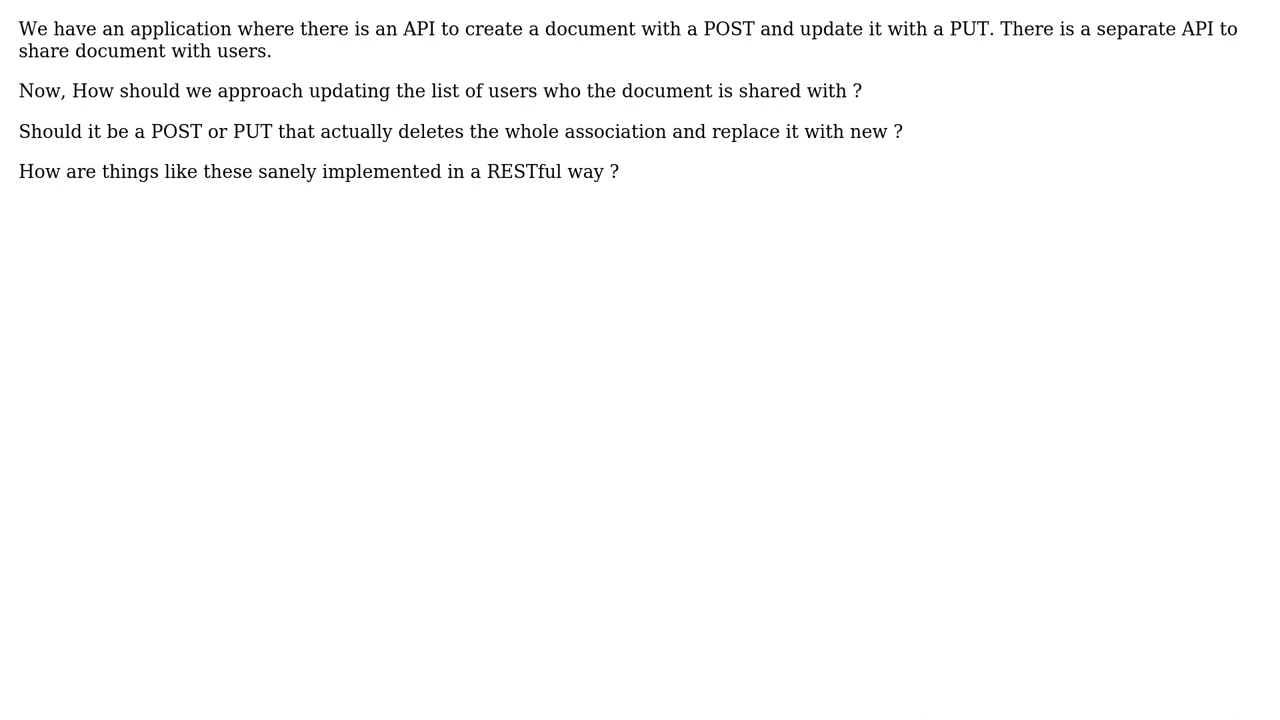 We have an application where there is an API to create a document with a POST and update it with a PUT. There is a separate API to
share document with users.
Now, How should we approach updating the list of users who the document is shared with ?
Should it be a POST or PUT that actually deletes the whole association and replace it with new ?
How are things like these sanely implemented in a RESTful way ?